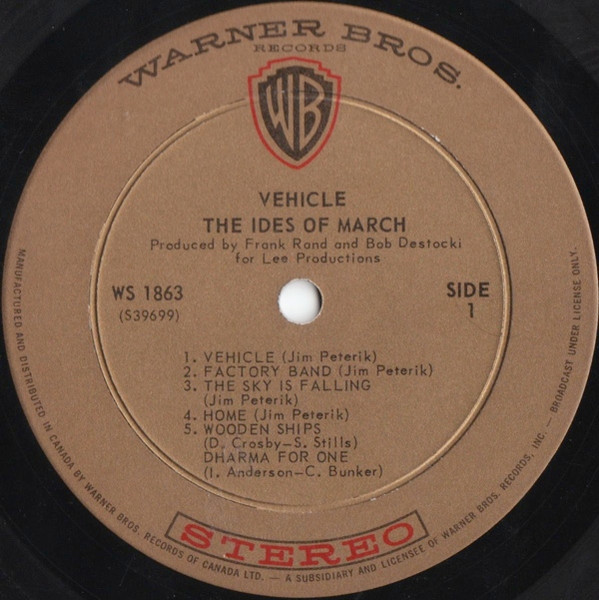 WARNER BROS.
RECORDS
WB
VEHICLE
THE IDES OF MARCH
Produced by Frank Rand and Bob Destocki
for Lee Productions
WS 1863
(S39699)
SIDE
1
1. VEHICLE (Jim Peterik)
2. FACTORY BAND (Jim Peterik)
3. THE SKY IS FALLING
(Jim Peterik)
4. HOME (Jim Peterik)
5. WOODEN SHIPS
(D. Crosby-S. Stills)
DHARMA FOR ONE
(I. Anderson-C. Bunker)
STEREO
MANUFACTURED AND DISTRIBUTED IN CANADA BY WARNER BROS. RECORDS OF CANADA LTD. — A SUBSIDIARY AND LICENSEE OF WARNER BROS. RECORDS, INC. — BROADCAST UNDER LICENSE ONLY.